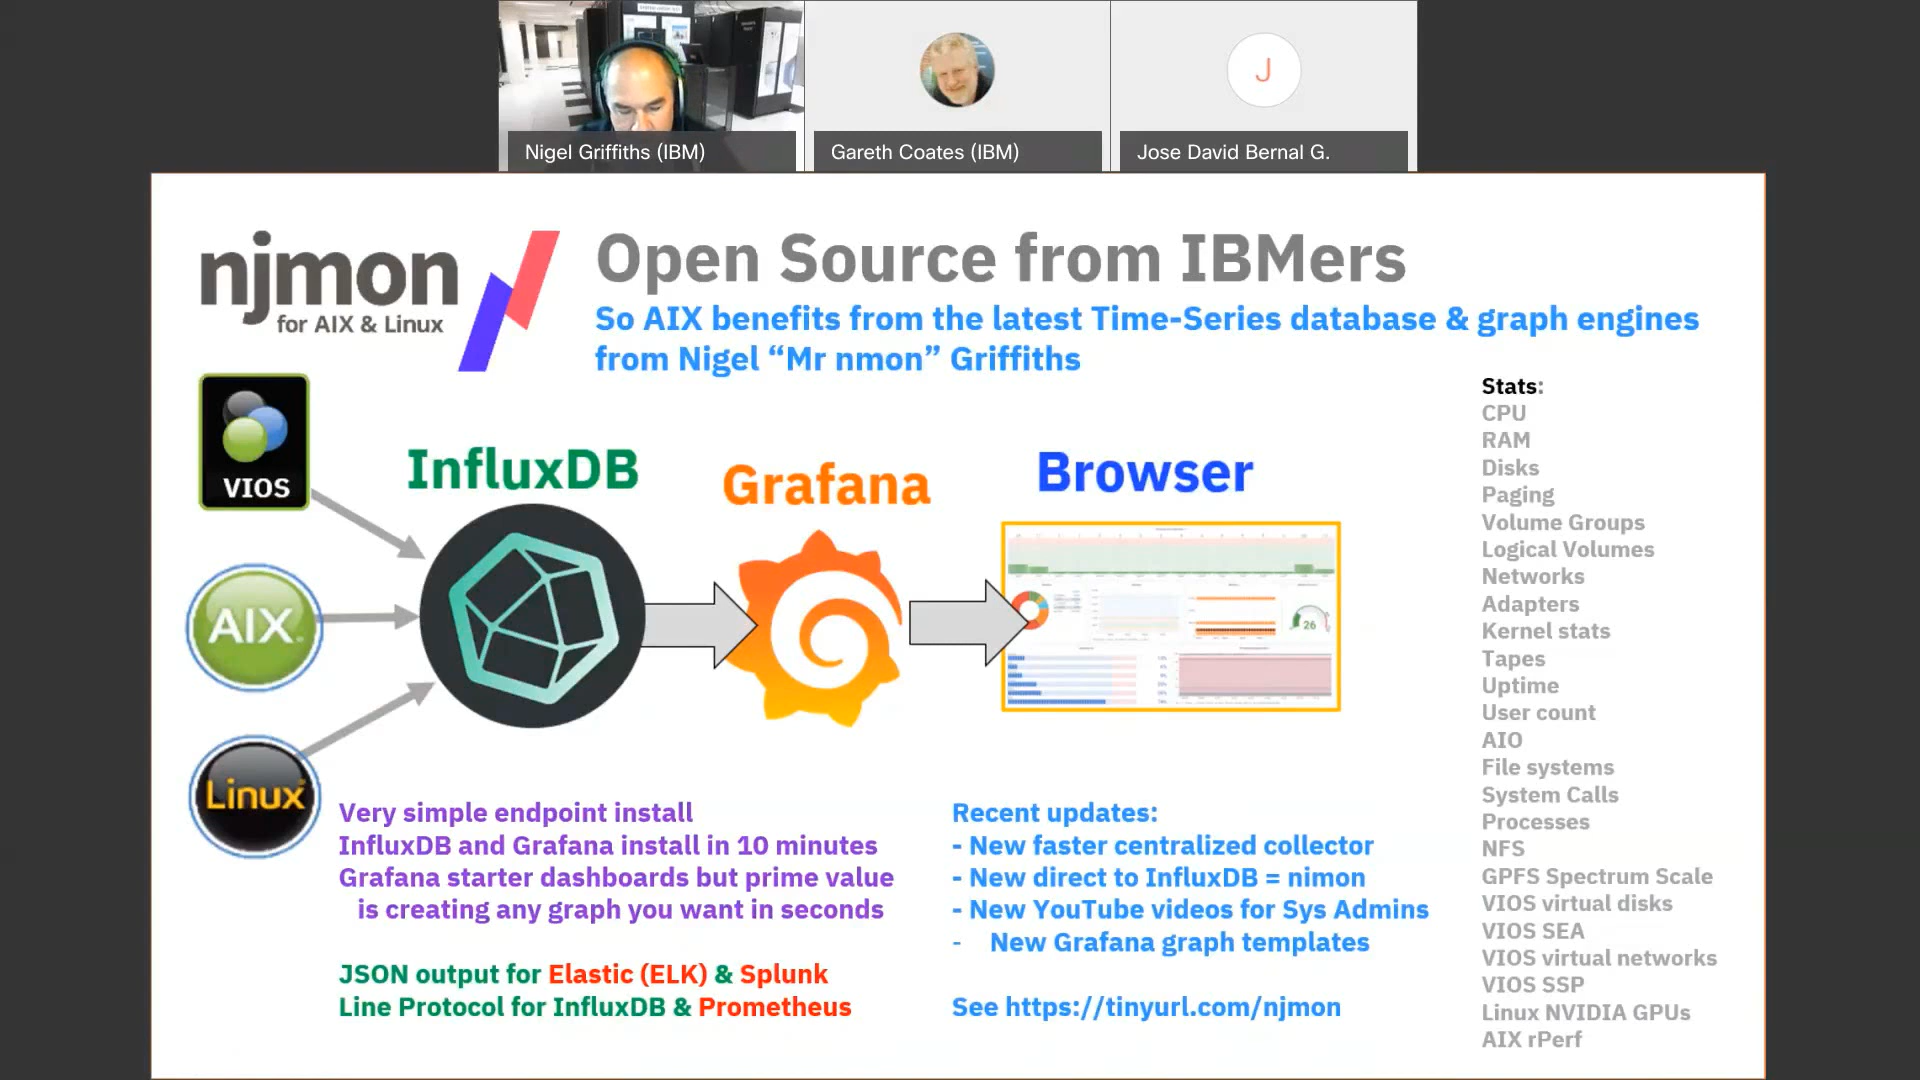 Nigel Griffiths (IBM)
Gareth Coates (IBM)
J
Jose David Bernal G.
njmon
for AIX & Linux
Open Source from IBMers
So AIX benefits from the latest Time-Series database & graph engines
from Nigel “Mr nmon” Griffiths
VIOS
AIX
Linux
InfluxDB
Grafana
Browser
26
Very simple endpoint install
InfluxDB and Grafana install in 10 minutes
Grafana starter dashboards but prime value
is creating any graph you want in seconds
JSON output for Elastic (ELK) & Splunk
Line Protocol for InfluxDB & Prometheus
Recent updates:
- New faster centralized collector
- New direct to InfluxDB = nimon
- New YouTube videos for Sys Admins
- New Grafana graph templates
See https://tinyurl.com/njmon
Stats:
CPU
RAM
Disks
Paging
Volume Groups
Logical Volumes
Networks
Adapters
Kernel stats
Tapes
Uptime
User count
AIO
File systems
System Calls
Processes
NFS
GPFS Spectrum Scale
VIOS virtual disks
VIOS SEA
VIOS virtual networks
VIOS SSP
Linux NVIDIA GPUs
AIX rPerf